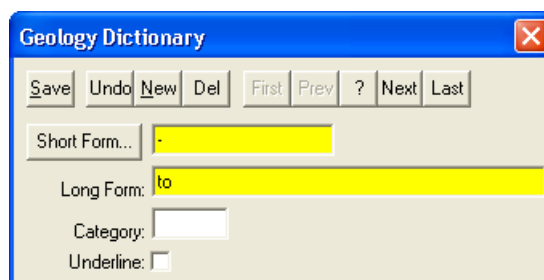 Geology Dictionary
Save Undo New Del First Prev ? Next Last
Short Form... -
Long Form: to
Category:
Underline: